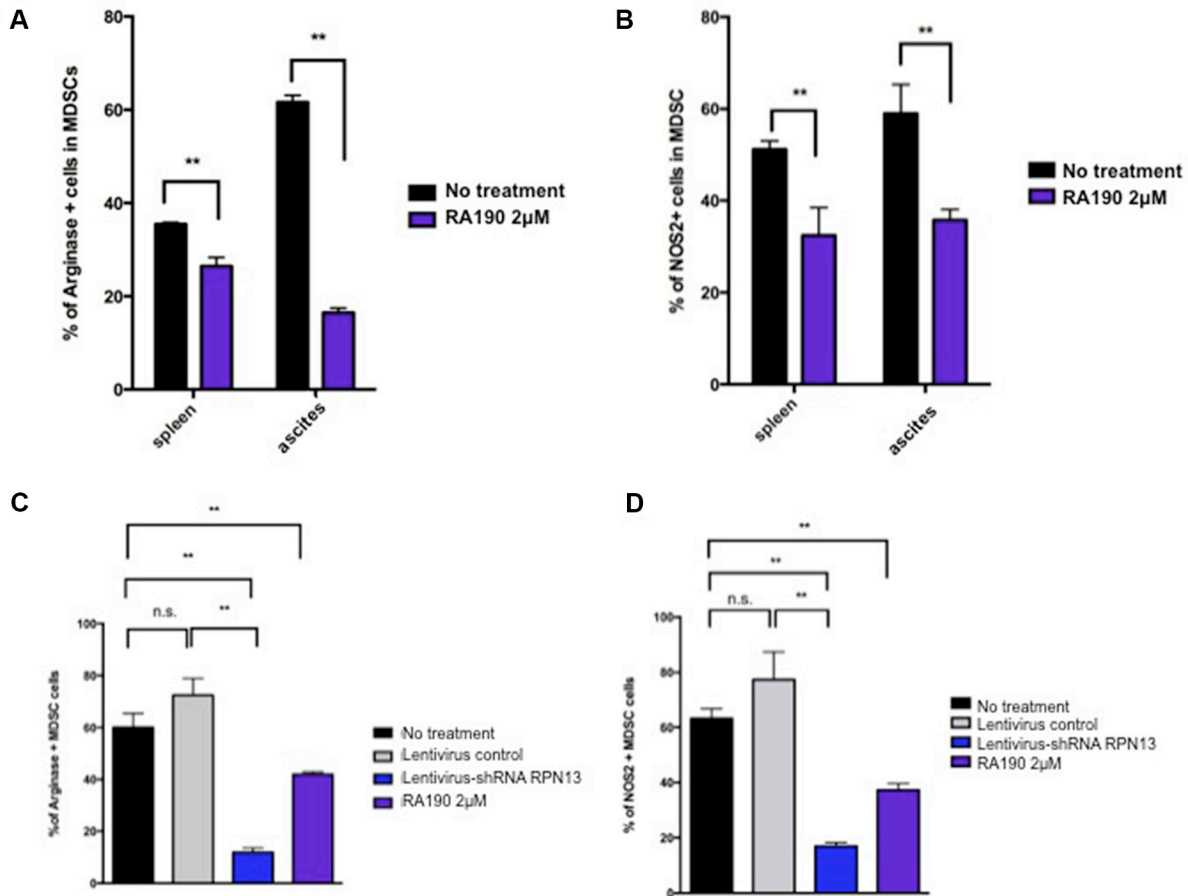 A
% of Arginase + cells in MDSCs
80
60
40
20
0
**
**
spleen
ascites
No treatment
RA190 2µM
B
% of NOS2+ cells in MDSC
80
60
40
20
0
**
**
spleen
ascites
No treatment
RA190 2µM
C
**
**
n.s.
**
%of Arginase + MDSC cells
100
80
60
40
20
0
No treatment
Lentivirus control
Lentivirus-shRNA RPN13
RA190 2µM
D
**
**
n.s.
**
% of NOS2 + MDSC cells
100
80
60
40
20
0
No treatment
Lentivirus control
Lentivirus-shRNA RPN13
RA190 2µM